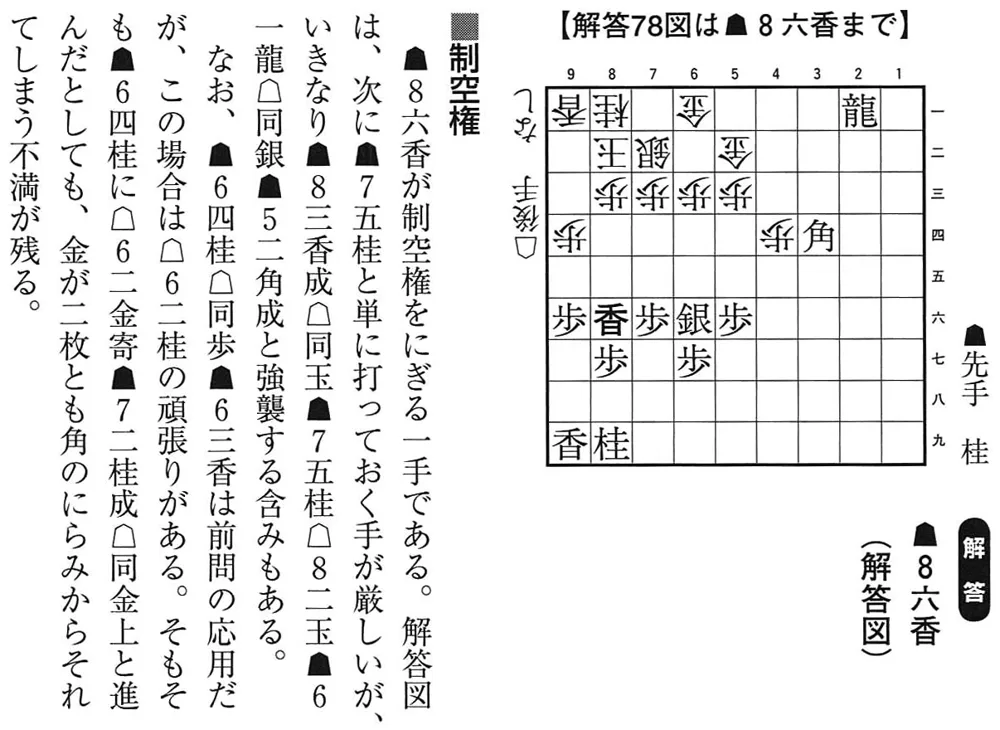 【解答78図は☗8六香まで】
9 8 7 6 5 4 3 2 1
香 桂 金 龍 一
王 銀 金 二
歩 歩 歩 歩 三
歩 歩 角 四
五
歩 香 歩 銀 歩 六
歩 歩 七
八
香 桂 九
☗先手 桂
☖後手 なし
解答
☗8六香
(解答図)
■制空権
☗8六香が制空権をにぎる一手である。解答図
は、次に☗7五桂と単に打っておく手が厳しいが、
いきなり☗8三香成☖同玉☗7五桂☖8二玉☗6
一龍☖同銀☗5二角成と強襲する含みもある。
なお、☗6四桂☖同歩☗6三香は前問の応用だ
が、この場合は☖6二桂の頑張りがある。そもそ
も☗6四桂に☖6二金寄☗7二桂成☖同金上と進
んだとしても、金が二枚とも角のにらみからそれ
てしまう不満が残る。